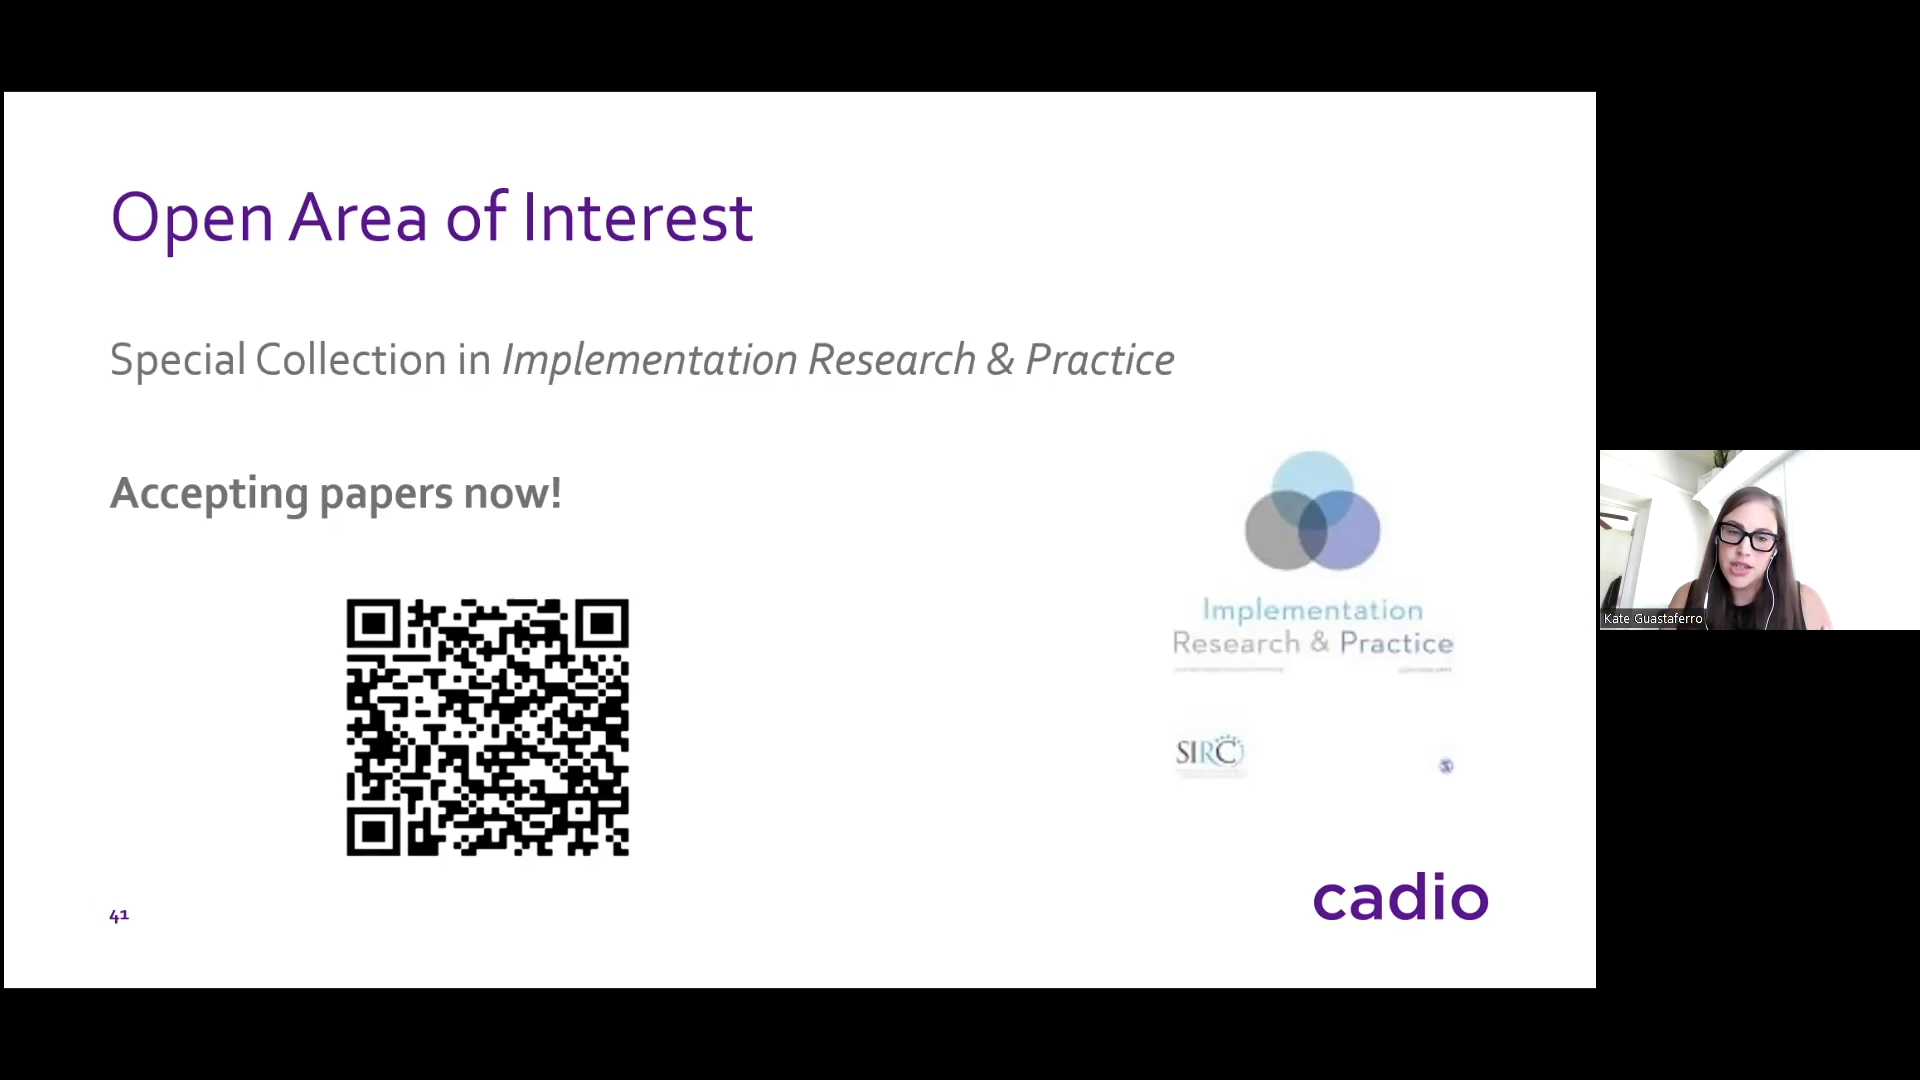 Open Area of Interest
Special Collection in Implementation Research & Practice
Accepting papers now!
Implementation
Research & Practice
SIRC
Kate Guastaferro
41
cadio